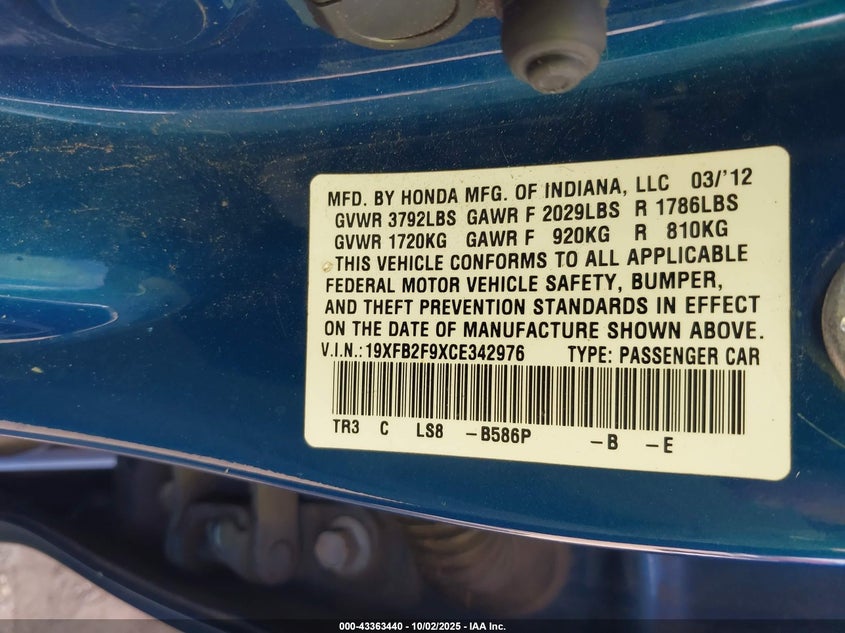 MFD. BY HONDA MFG. OF INDIANA, LLC 03/'12
GVWR 3792LBS GAWR F 2029LBS R 1786LBS
GVWR 1720KG GAWR F 920KG R 810KG
THIS VEHICLE CONFORMS TO ALL APPLICABLE
FEDERAL MOTOR VEHICLE SAFETY, BUMPER,
AND THEFT PREVENTION STANDARDS IN EFFECT
ON THE DATE OF MANUFACTURE SHOWN ABOVE.
V.I.N.:19XFB2F9XCE342976 TYPE: PASSENGER CAR
TR3 C LS8 -B586P -B -E
000-43363440 - 10/02/2025 - IAA Inc.